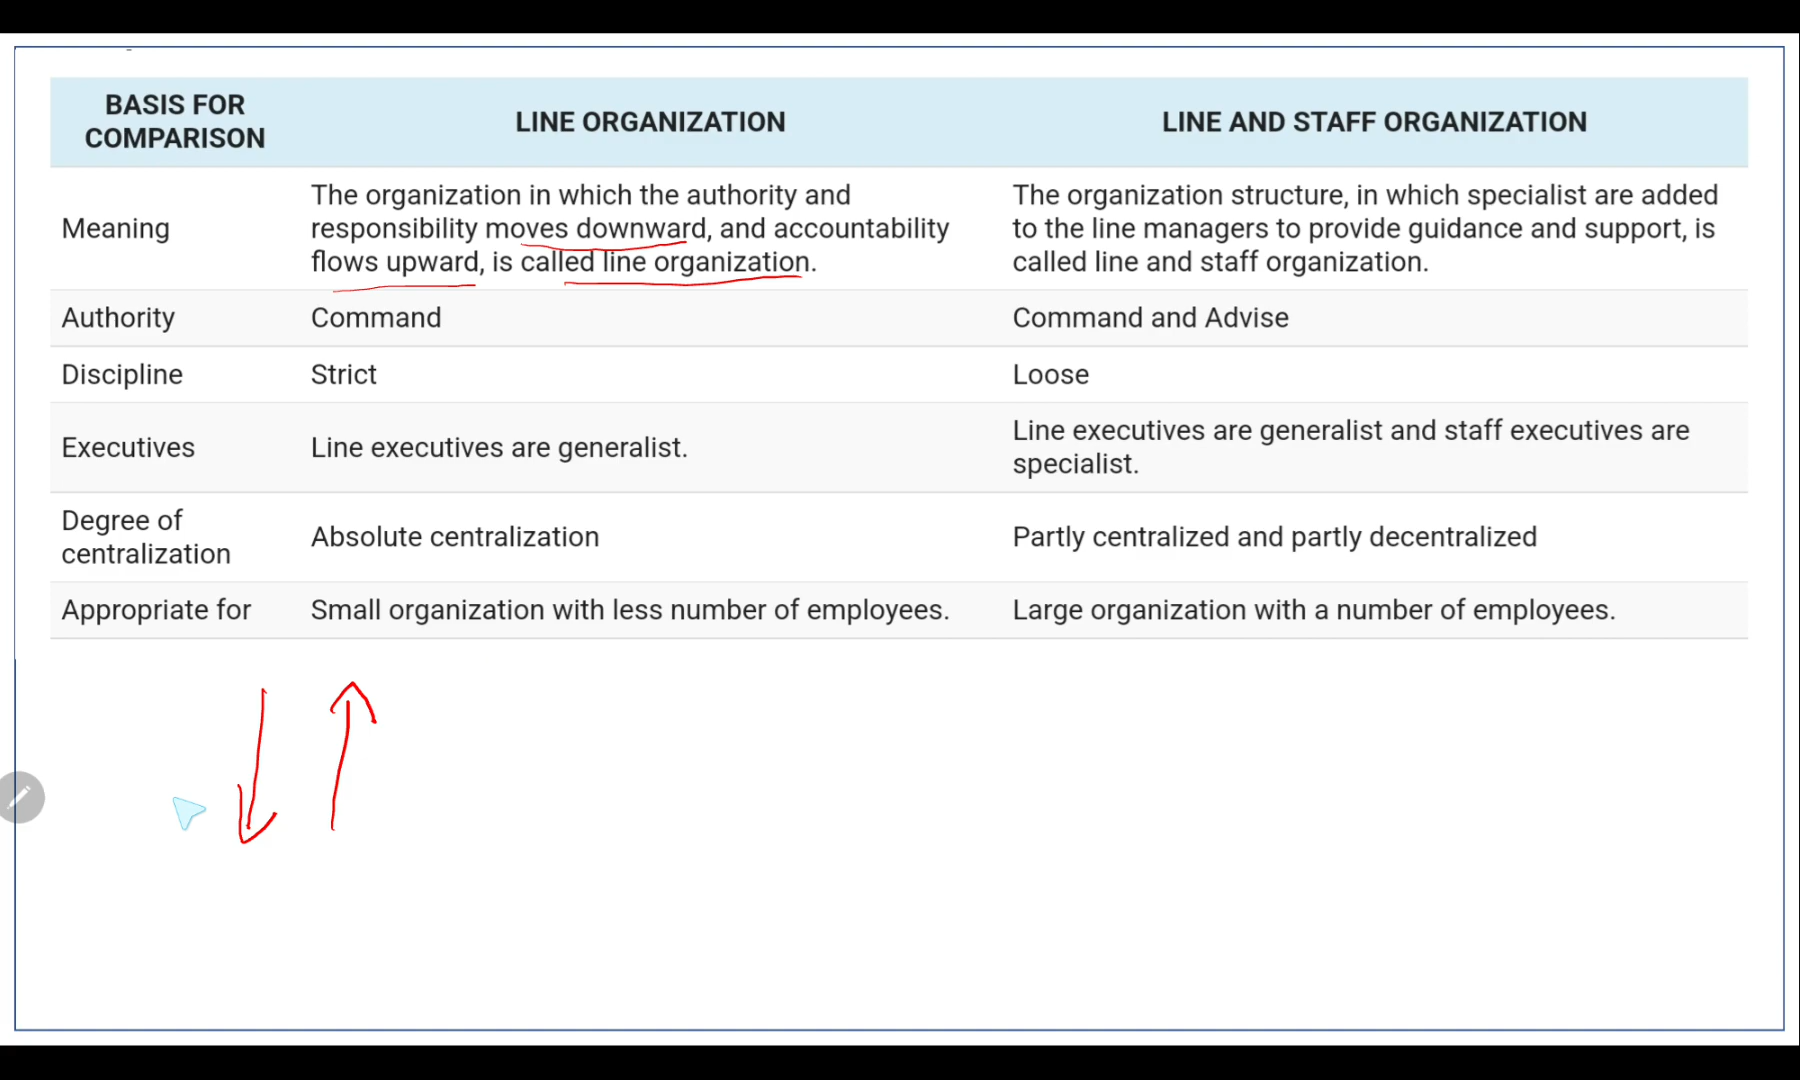 BASIS FOR
COMPARISON
LINE ORGANIZATION
LINE AND STAFF ORGANIZATION
Meaning
The organization in which the authority and
responsibility moves downward, and accountability
flows upward, is called line organization.
The organization structure, in which specialist are added
to the line managers to provide guidance and support, is
called line and staff organization.
Authority
Command
Command and Advise
Discipline
Strict
Loose
Executives
Line executives are generalist.
Line executives are generalist and staff executives are
specialist.
Degree of
centralization
Absolute centralization
Partly centralized and partly decentralized
Appropriate for
Small organization with less number of employees.
Large organization with a number of employees.